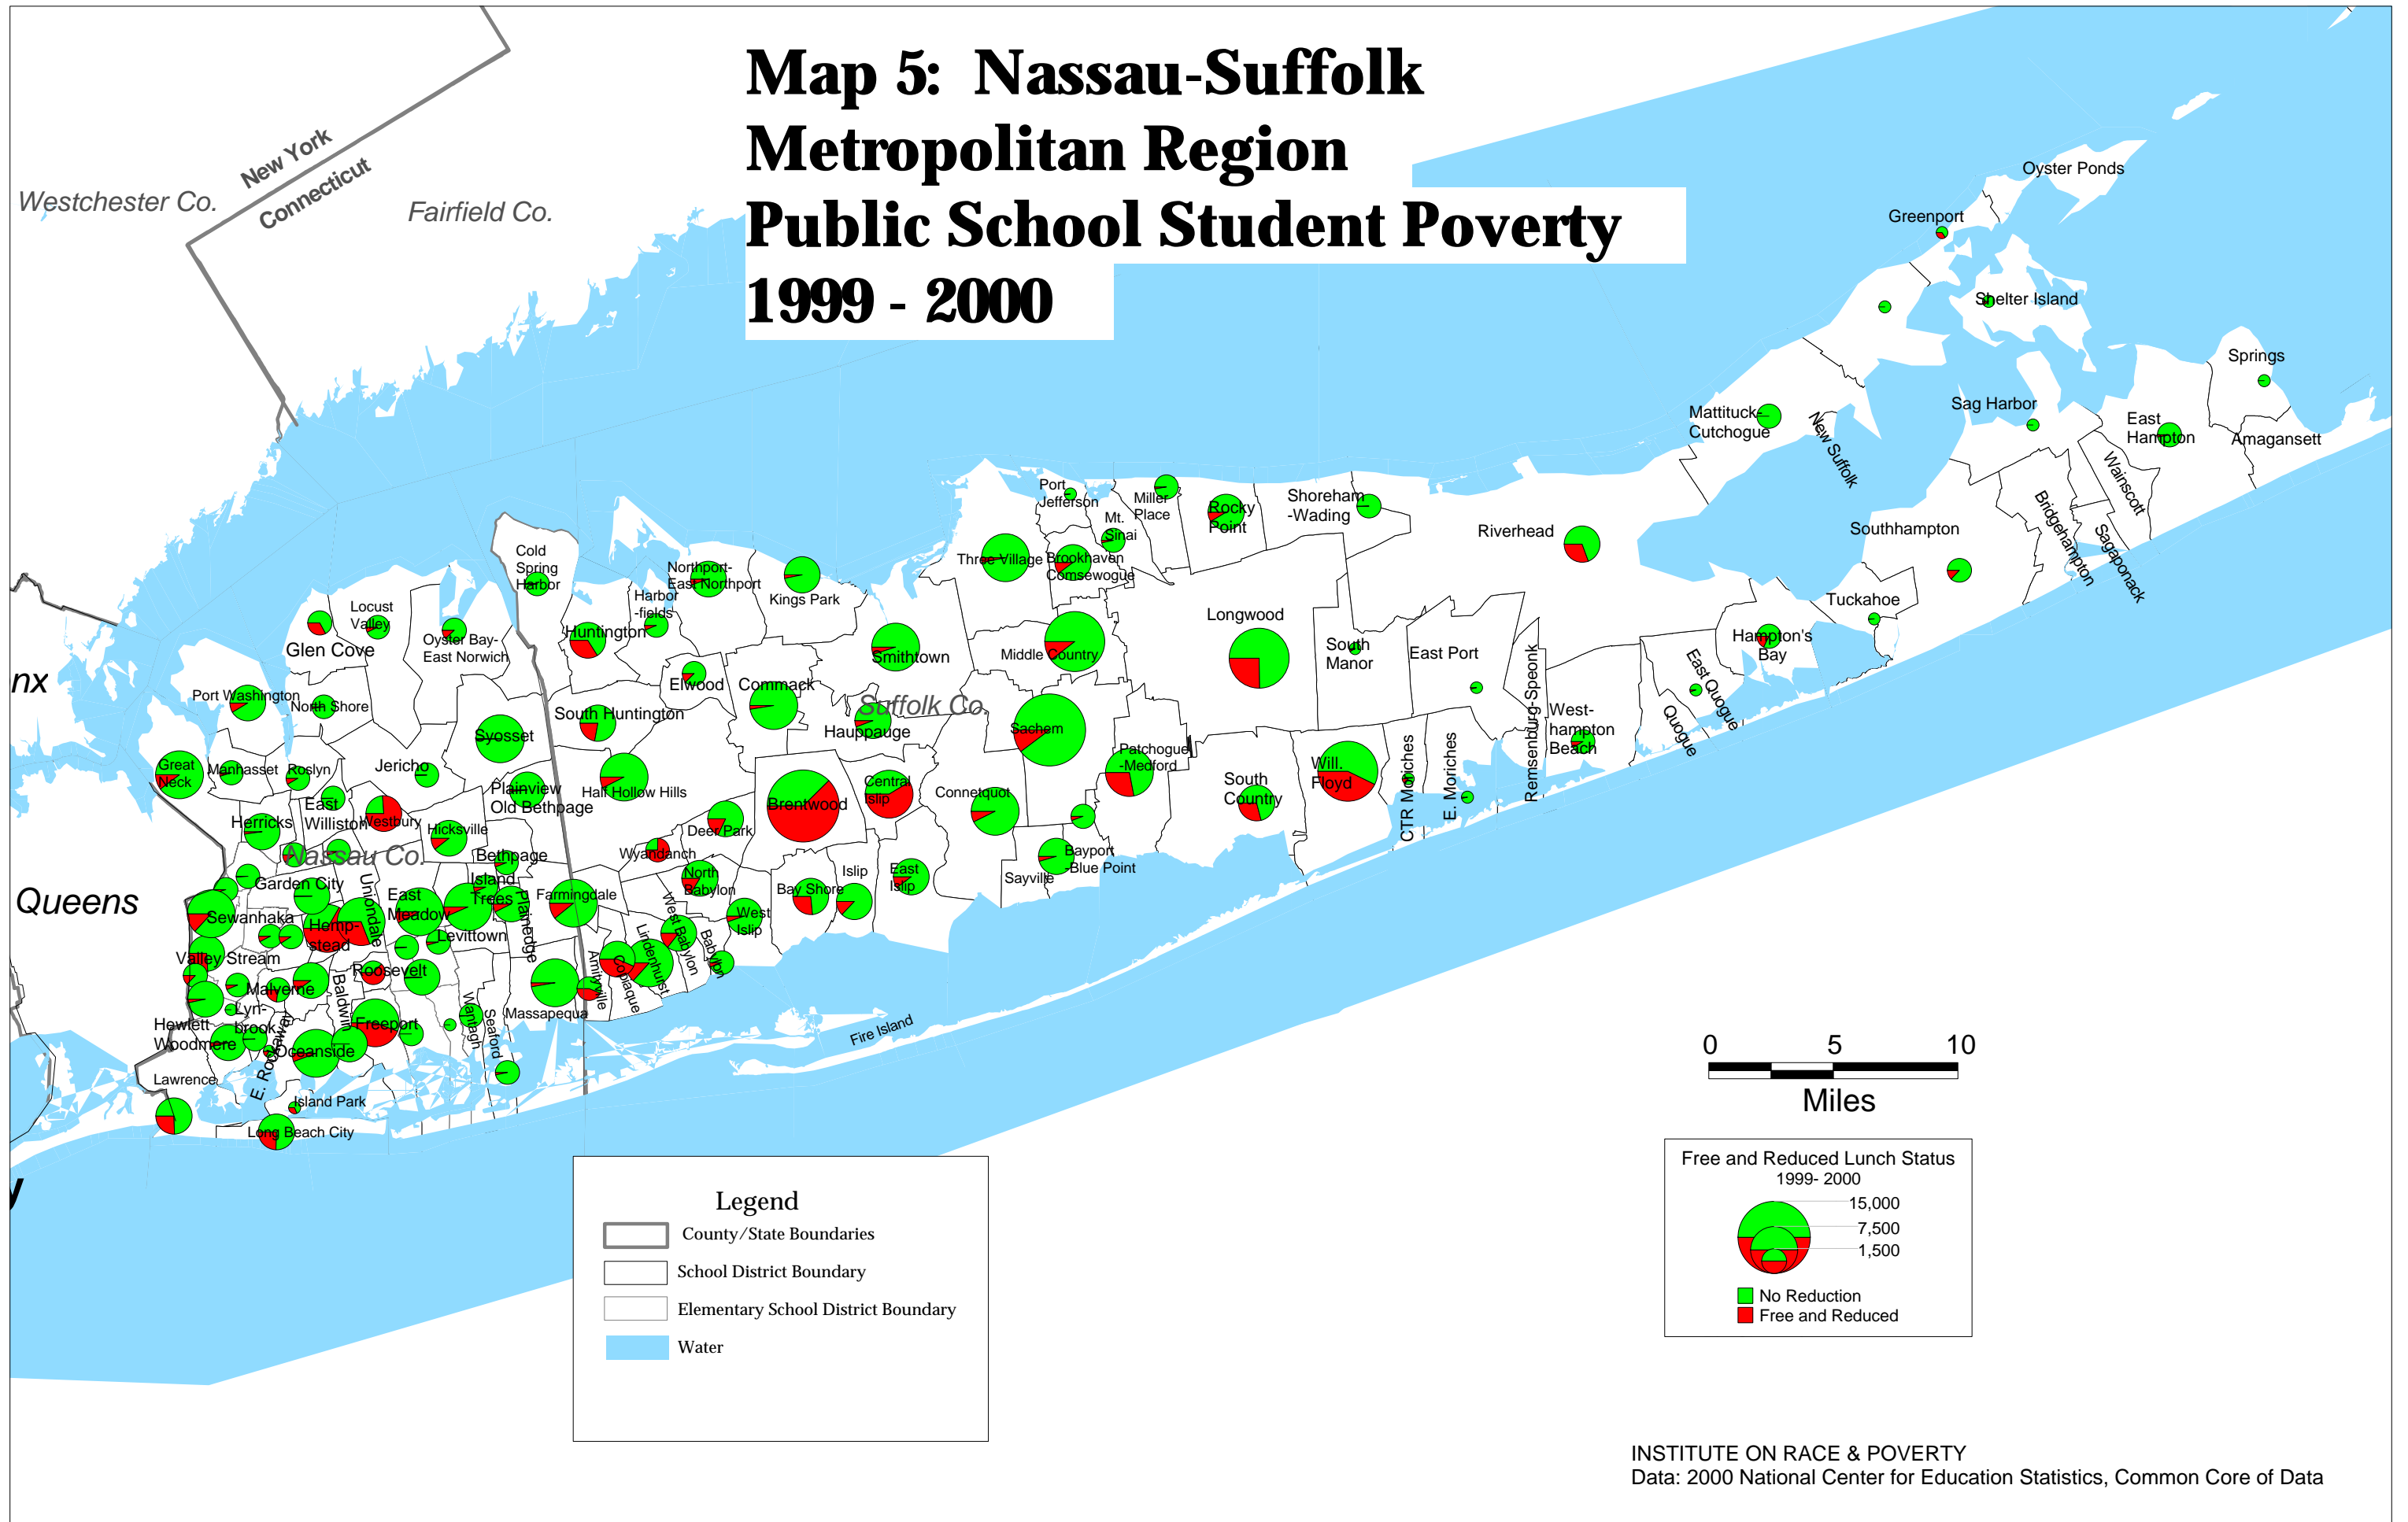 Map 5: Nassau-Suffolk
Metropolitan Region
Public School Student Poverty
1999 - 2000
New York
Connecticut
Westchester Co.
Fairfield Co.
Oyster Ponds
Greenport
Shelter Island
Springs
Sag Harbor
East
Hampton
Amagansett
Mattituck-
Cutchogue
New Suffolk
Wainscott
Bridgehampton
Sagaponack
Southhampton
Tuckahoe
Hampton's
Bay
East Quogue
Quogue
West-
hampton
Beach
Remsenburg-Speonk
Riverhead
Shoreham
-Wading
Rocky
Point
Miller
Place
Mt.
Sinai
Port
Jefferson
Brookhaven
Comsewogue
Three Village
Longwood
South
Manor
East Port
Middle Country
Smithtown
Kings Park
Northport-
East Northport
Harbor
-fields
Huntington
Cold
Spring
Harbor
Locust
Valley
Glen Cove
Oyster Bay-
East Norwich
nx
Port Washington
North Shore
Elwood
Commack
Suffolk Co.
Hauppauge
Sachem
Patchogue
-Medford
South Huntington
Syosset
Jericho
Great
Neck
Manhasset
Roslyn
East
Williston
Westbury
Plainview
Old Bethpage
Half Hollow Hills
Brentwood
Central
Islip
Connetquot
South
Country
Will.
Floyd
CTR Moriches
E. Moriches
Herricks
Hicksville
Deer Park
Wyandanch
Nassau Co.
Bethpage
Queens
Garden City
Uniondale
East
Meadow
Island
Trees
Plainedge
Farmingdale
North
Babylon
Bay Shore
Islip
East
Islip
Sayville
Bayport
-Blue Point
West
Islip
West Babylon
Babylon
Lindenhurst
Copiaque
Amityville
Sewanhaka
Hemp-
stead
Levittown
Valley Stream
Roosevelt
Malverne
Baldwin
Lyn-
brook
Freeport
Wantagh
Seaford
Massapequa
Hewlett
Woodmere
Oceanside
E. Rockaway
Lawrence
Island Park
Long Beach City
Fire Island
y
0 5 10
Miles
Legend
County/State Boundaries
School District Boundary
Elementary School District Boundary
Water
Free and Reduced Lunch Status
1999- 2000
15,000
7,500
1,500
No Reduction
Free and Reduced
INSTITUTE ON RACE & POVERTY
Data: 2000 National Center for Education Statistics, Common Core of Data